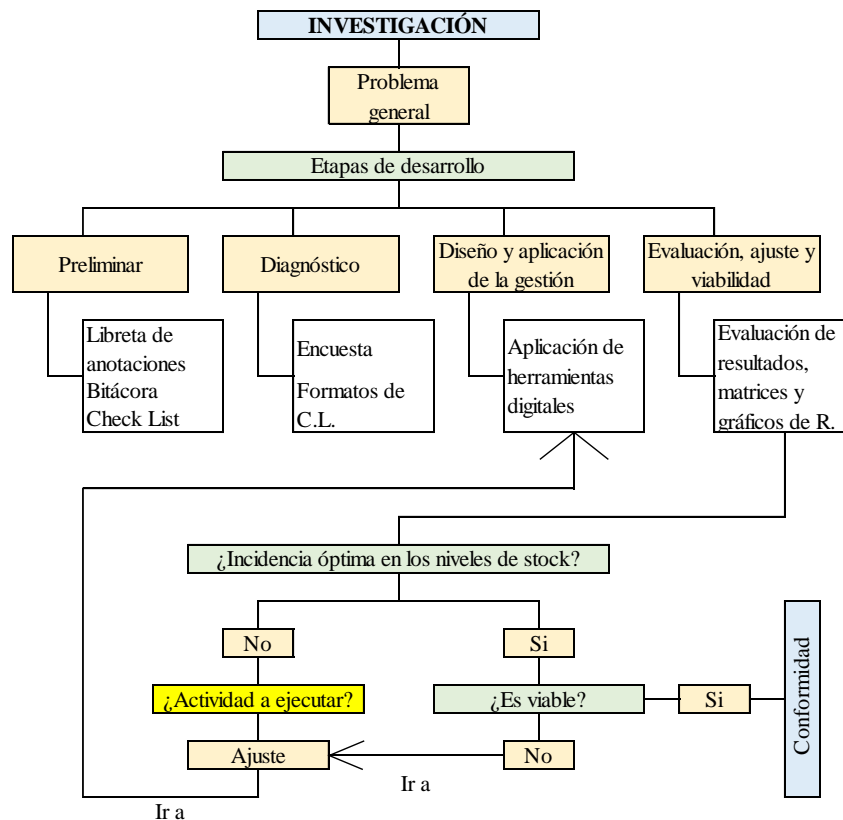 INVESTIGACIÓN
Problema
general
Etapas de desarrollo
Preliminar
Diagnóstico
Diseño y aplicación
de la gestión
Evaluación, ajuste y
viabilidad
Libreta de
anotaciones
Bitácora
Check List
Encuesta
Formatos de
C.L.
Aplicación de
herramientas
digitales
Evaluación de
resultados,
matrices y
gráficos de R.
¿Incidencia óptima en los niveles de stock?
No
Si
¿Actividad a ejecutar?
¿Es viable?
Si
Conformidad
Ajuste
No
Ir a
Ir a